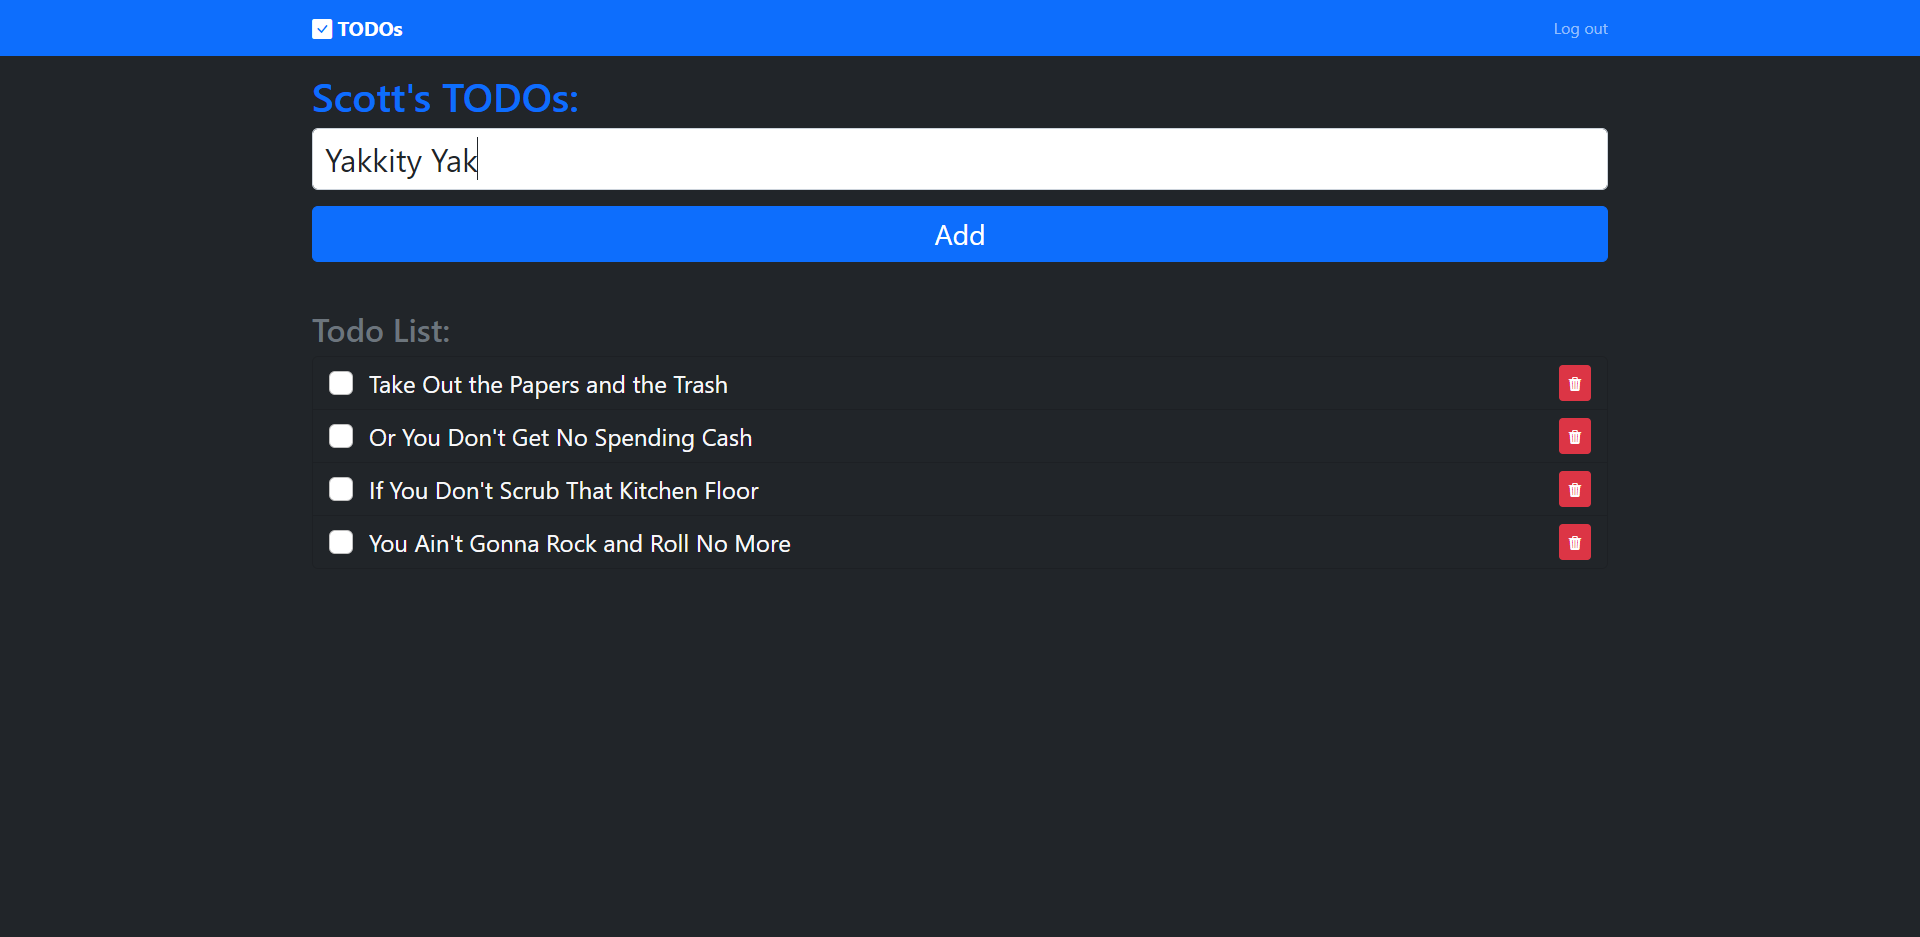 TODOs
Log out
Scott's TODOs:
Yakkity Yak
Add
Todo List:
Take Out the Papers and the Trash
Or You Don't Get No Spending Cash
If You Don't Scrub That Kitchen Floor
You Ain't Gonna Rock and Roll No More